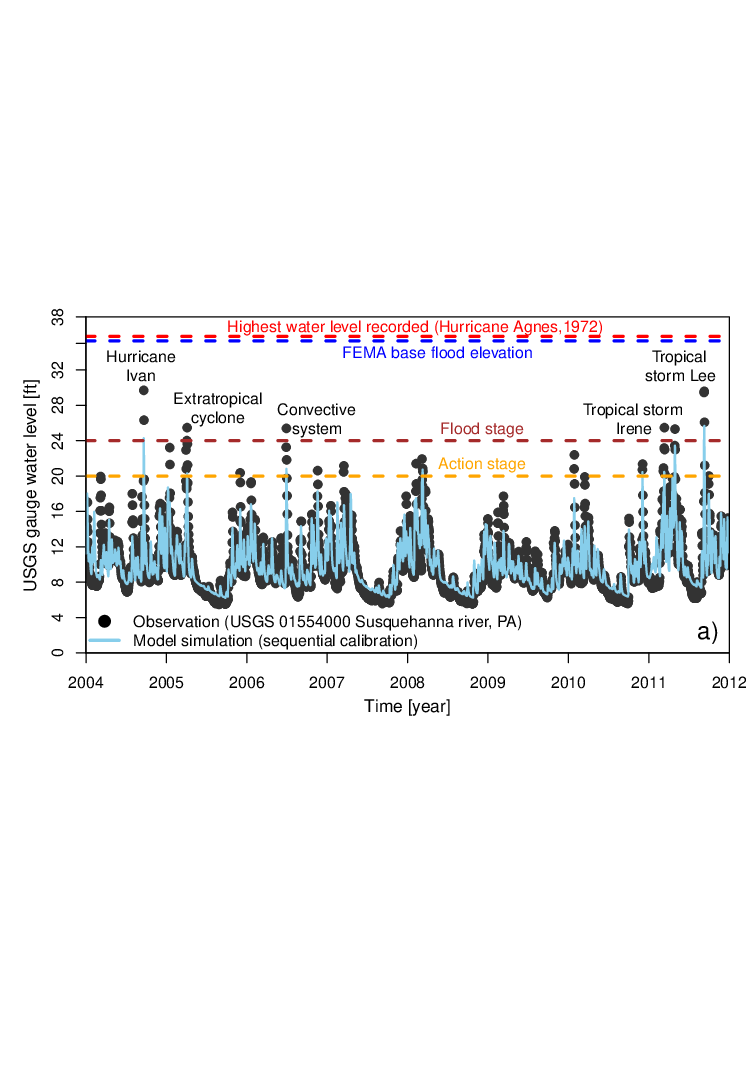 Highest water level recorded (Hurricane Agnes,1972)
FEMA base flood elevation
Hurricane
Ivan
Extratropical
cyclone
Convective
system
Tropical storm
Irene
Tropical
storm Lee
Flood stage
Action stage
USGS gauge water level [ft]
38
32
28
24
20
16
12
8
4
0
Observation (USGS 01554000 Susquehanna river, PA)
Model simulation (sequential calibration)
a)
2004 2005 2006 2007 2008 2009 2010 2011 2012
Time [year]